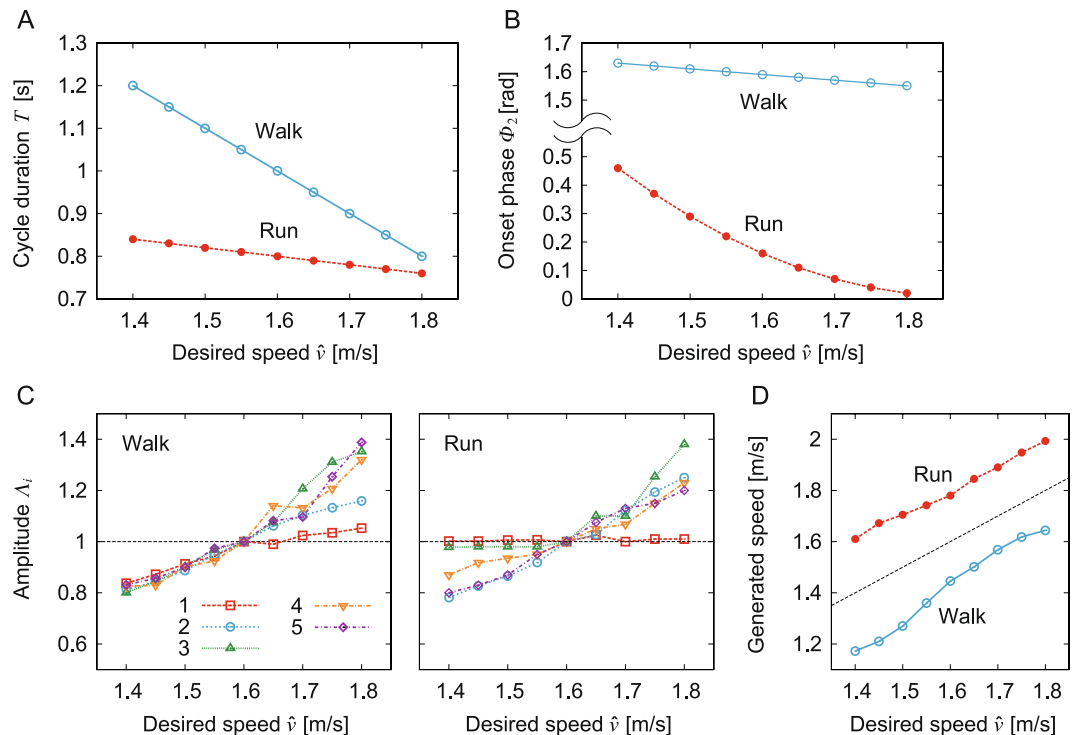 A
Cycle duration T [s]
1.3
1.2
1.1
1
0.9
0.8
0.7
Walk
Run
1.4 1.5 1.6 1.7 1.8
Desired speed v̂ [m/s]
B
Onset phase Φ₂ [rad]
1.7
1.6
1.5
0.5
0.4
0.3
0.2
0.1
0
Walk
Run
1.4 1.5 1.6 1.7 1.8
Desired speed v̂ [m/s]
C
Amplitude Λᵢ
1.4
1.2
1
0.8
0.6
Walk
1 4
2 5
3
1.4 1.5 1.6 1.7 1.8
Desired speed v̂ [m/s]
Run
1.4 1.5 1.6 1.7 1.8
Desired speed v̂ [m/s]
D
Generated speed [m/s]
2
1.8
1.6
1.4
1.2
Run
Walk
1.4 1.5 1.6 1.7 1.8
Desired speed v̂ [m/s]